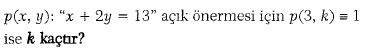 p(x, y): “x + 2y = 13” açık önermesi için p(3, k) ≡ 1
ise k kaçtır?